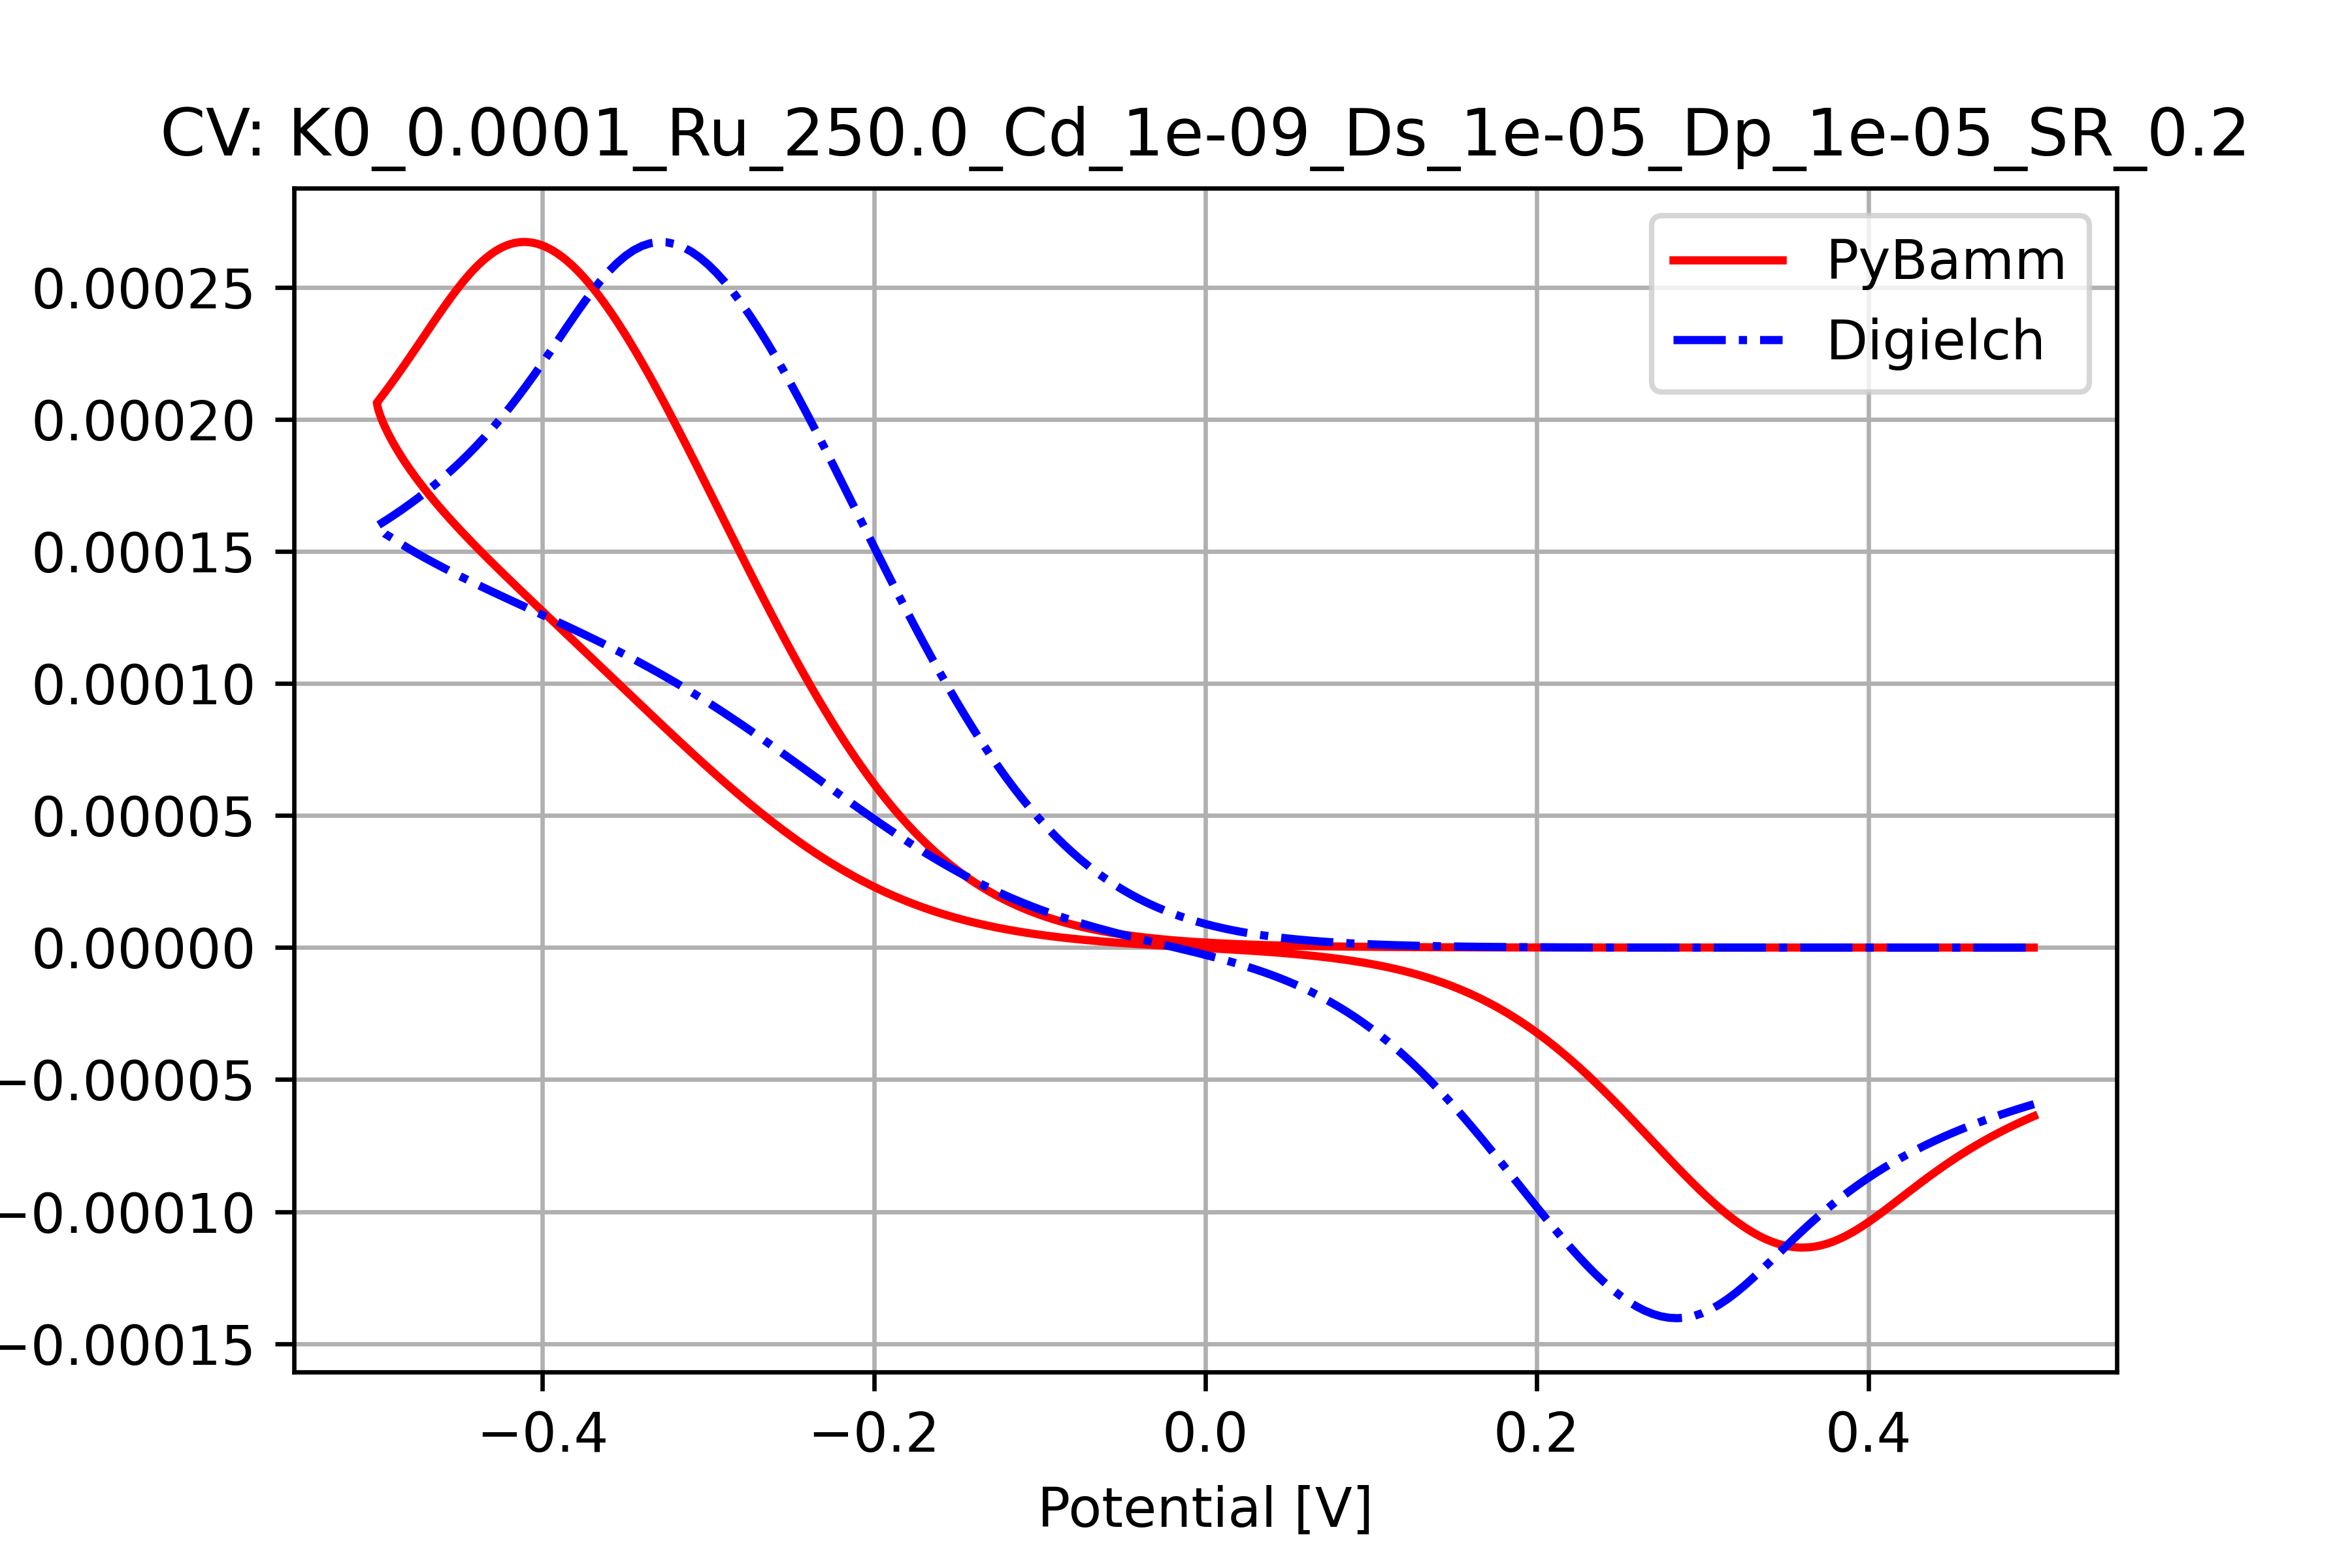 CV: K0_0.0001_Ru_250.0_Cd_1e-09_Ds_1e-05_Dp_1e-05_SR_0.2
PyBamm
Digielch
0.00025
0.00020
0.00015
0.00010
0.00005
0.00000
−0.00005
−0.00010
−0.00015
−0.4 −0.2 0.0 0.2 0.4
Potential [V]